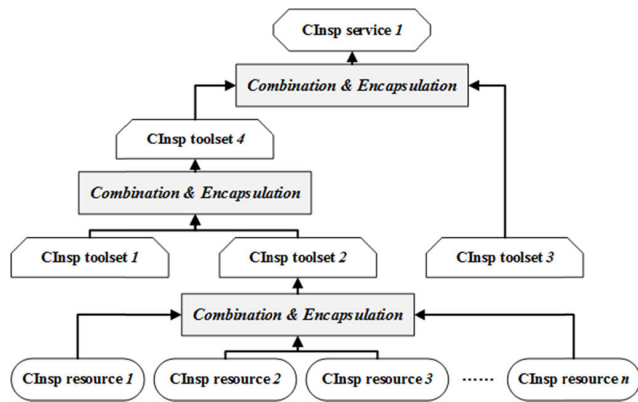 CInsp service 1
Combination & Encapsulation
CInsp toolset 4
Combination & Encapsulation
CInsp toolset 1
CInsp toolset 2
CInsp toolset 3
Combination & Encapsulation
CInsp resource 1
CInsp resource 2
CInsp resource 3
......
CInsp resource n